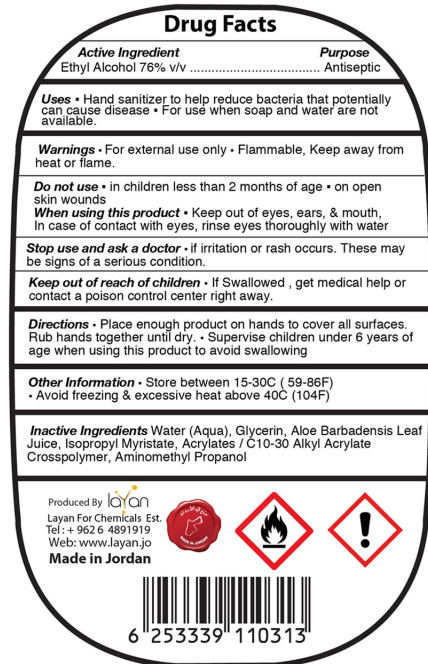 Drug Facts
Active Ingredient Purpose
Ethyl Alcohol 76% v/v .................................. Antiseptic
Uses ▪ Hand sanitizer to help reduce bacteria that potentially
can cause disease ▪ For use when soap and water are not
available.
Warnings ▪ For external use only ▪ Flammable, Keep away from
heat or flame.
Do not use ▪ in children less than 2 months of age ▪ on open
skin wounds
When using this product ▪ Keep out of eyes, ears, & mouth,
In case of contact with eyes, rinse eyes thoroughly with water
Stop use and ask a doctor ▪ if irritation or rash occurs. These may
be signs of a serious condition.
Keep out of reach of children ▪ If Swallowed , get medical help or
contact a poison control center right away.
Directions ▪ Place enough product on hands to cover all surfaces.
Rub hands together until dry. ▪ Supervise children under 6 years of
age when using this product to avoid swallowing
Other Information ▪ Store between 15-30C ( 59-86F)
▪ Avoid freezing & excessive heat above 40C (104F)
Inactive Ingredients Water (Aqua), Glycerin, Aloe Barbadensis Leaf
Juice, Isopropyl Myristate, Acrylates / C10-30 Alkyl Acrylate
Crosspolymer, Aminomethyl Propanol
Produced By layan
Layan For Chemicals Est.
Tel : + 962 6 4891919
Web: www.layan.jo
Made in Jordan
MADE IN JORDAN
6 253339 110313